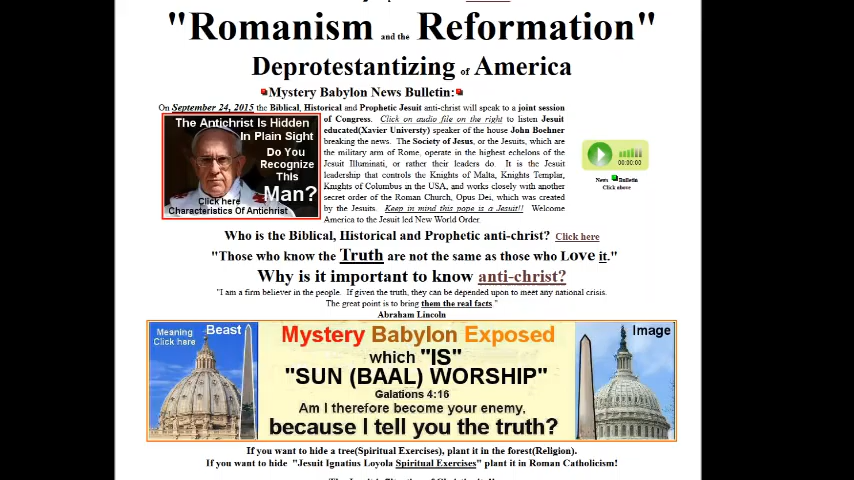 "Romanism and the Reformation"
Deprotestantizing of America
Mystery Babylon News Bulletin:
On September 24, 2015 the Biblical, Historical and Prophetic Jesuit anti-christ will speak to a joint session
of Congress. Click on audio file on the right to listen Jesuit
educated(Xavier Universty) speaker of the house John Boehner
breaking the news. The Society of Jesus, or the Jesuits, which are
the military arm of Rome, operate in the highest echelons of the
Jesuit Illuminati, or rather their leaders do. It is the Jesuit
leadership that controls the Knights of Malta, Knights Templar,
Knights of Columbus in the USA, and works closely with another
secret order of the Roman Church, Opus Dei, which was created
by the Jesuits. Keep in mind this pope is a Jesuit!! Welcome
America to the Jesuit led New World Order
The Antichrist Is Hidden
In Plain Sight
Do You
Recognize
This
Man?
Click here
Characteristics Of Antichrist
00:00:00
News Bulletin
Click above
Who is the Biblical, Historical and Prophetic anti-christ? Click here
"Those who know the Truth are not the same as those who Love it."
Why is it important to know anti-christ?
"I am a firm believer in the people. If given the truth, they can be depended upon to meet any national crisis.
The great point is to bring them the real facts "
Abraham Lincoln
Meaning
Click here
Beast
Mystery Babylon Exposed
which "IS"
"SUN (BAAL) WORSHIP"
Galations 4:16
Am I therefore become your enemy,
because I tell you the truth?
Image
If you want to hide a tree(Spiritual Exercises), plant it in the forest(Religion).
If you want to hide "Jesuit Ignatius Loyola Spiritual Exercises" plant it in Roman Catholicism!